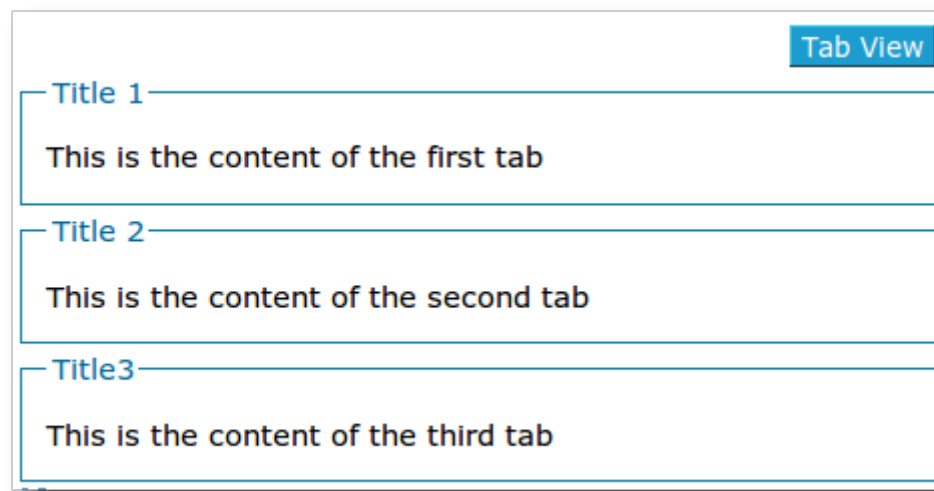 Tab View
Title 1
This is the content of the first tab
Title 2
This is the content of the second tab
Title3
This is the content of the third tab